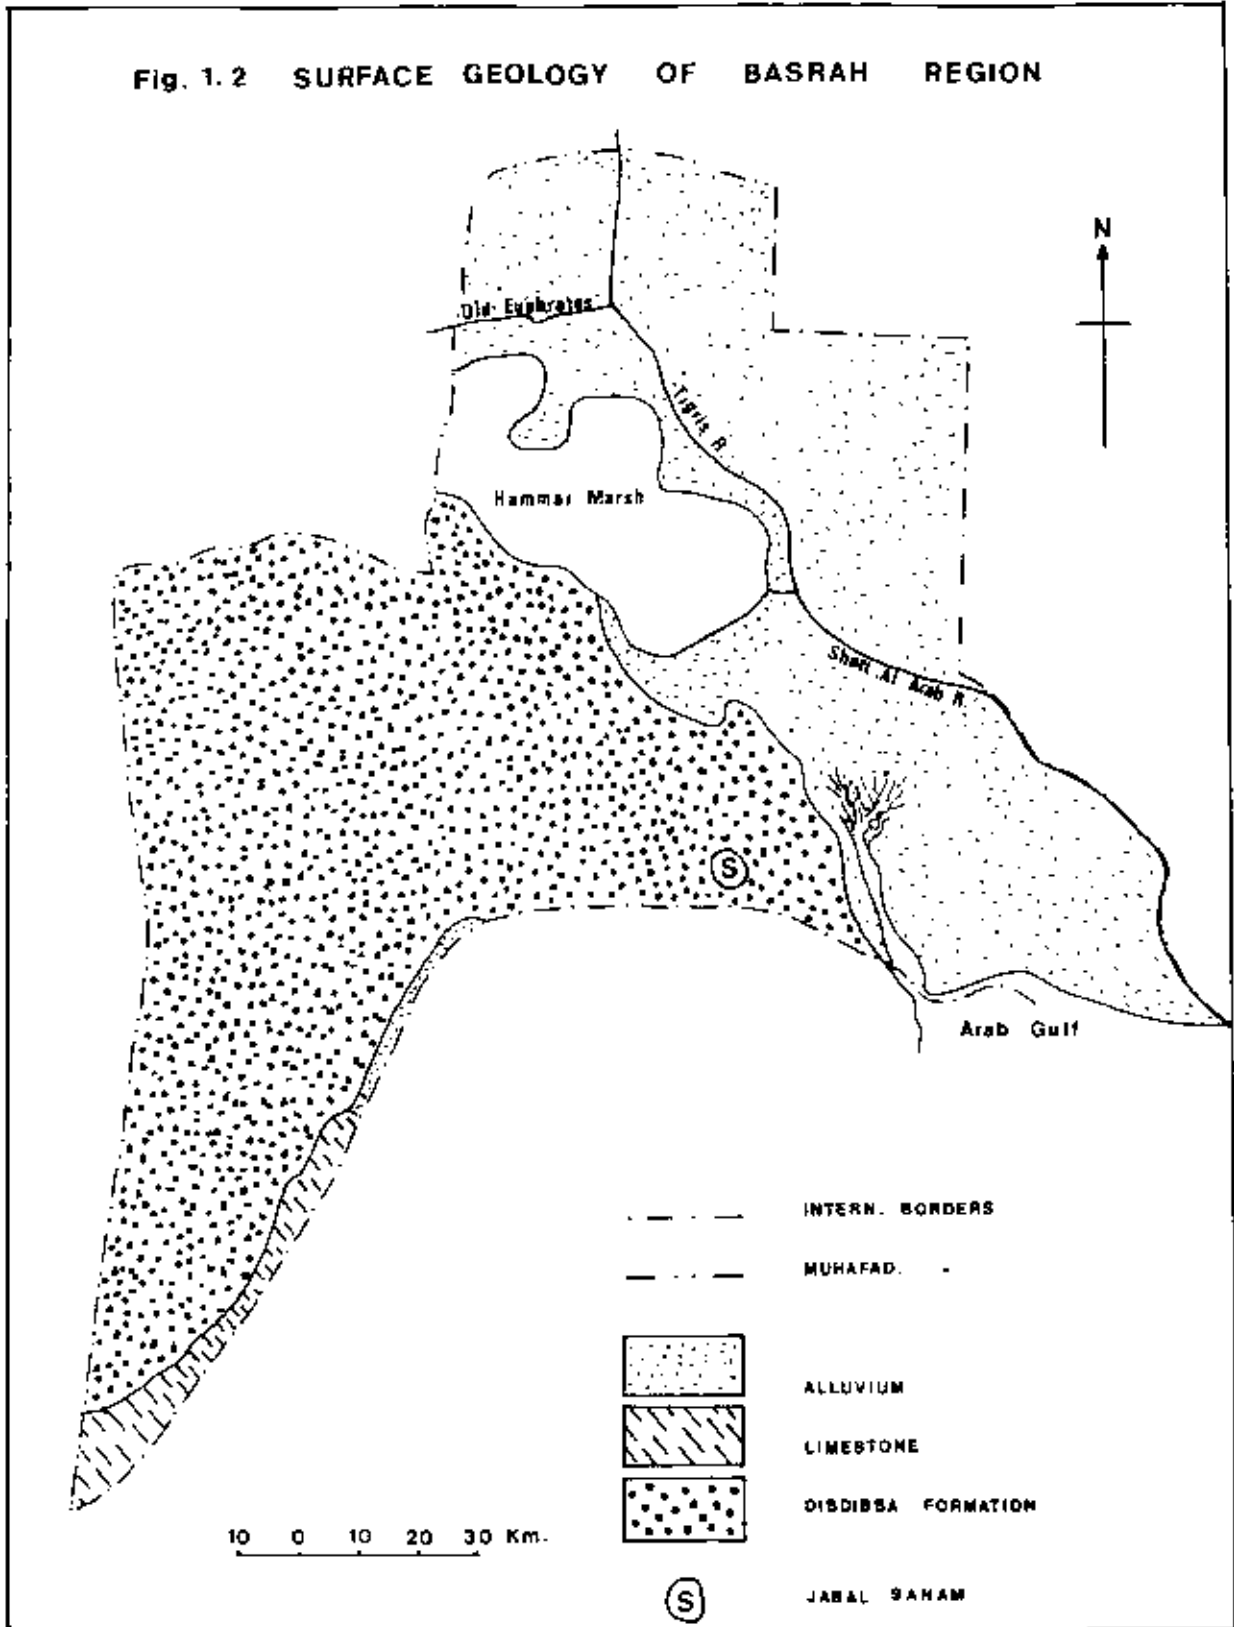 Fig. 1.2 SURFACE GEOLOGY OF BASRAH REGION
N
Old Euphrates
Tigris R.
Hammar Marsh
Shatt Al Arab R.
S
Arab Gulf
INTERN. BORDERS
MUHAFAD. -
ALLUVIUM
LIMESTONE
DISDIBBA FORMATION
10 0 10 20 30 Km.
S JABAL SANAM